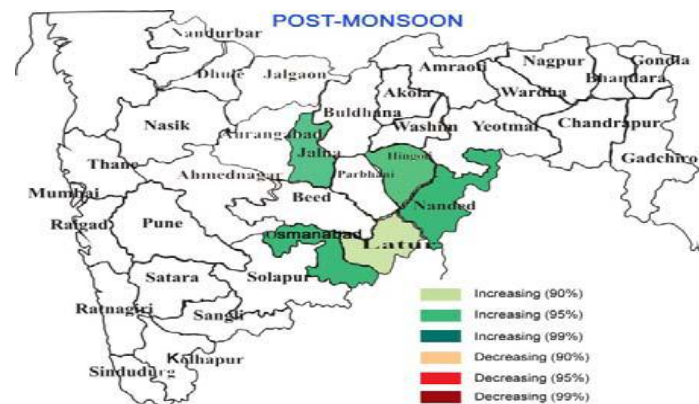 POST-MONSOON
Nandurbar
Dhule
Jalgaon
Akola
Amraoti
Nagpur
Gondia
Bhandara
Wardha
Buldhana
Washim
Yeotmal
Chandrapur
Gadchiro
Nasik
Aurangabad
Jalna
Hingoli
Parbhani
Thane
Ahmednagar
Mumbai
Beed
Nanded
Raigad
Pune
Osmanabad
Latur
Satara
Solapur
Ratnagiri
Sangli
Kolhapur
Sindudurg
Increasing (90%)
Increasing (95%)
Increasing (99%)
Decreasing (90%)
Decreasing (95%)
Decreasing (99%)